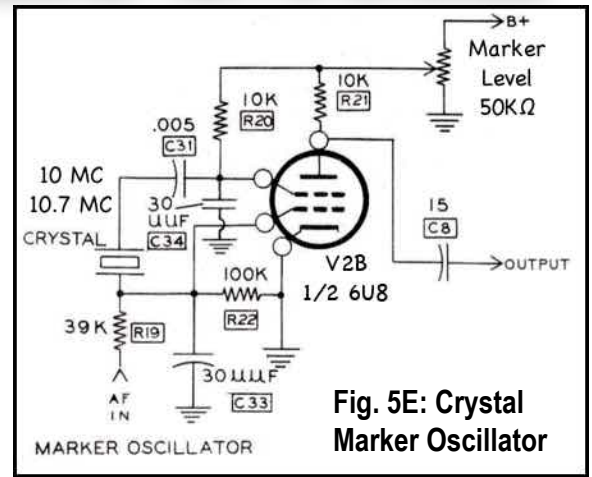 B+
Marker
Level
50KΩ
10K
R21
10K
R20
.005
C31
10 MC
10.7 MC
CRYSTAL
30
UUF
C34
15
C8
OUTPUT
V2B
1/2 6U8
100K
R22
39K
R19
AF
IN
30UUF
C33
MARKER OSCILLATOR
Fig. 5E: Crystal
Marker Oscillator